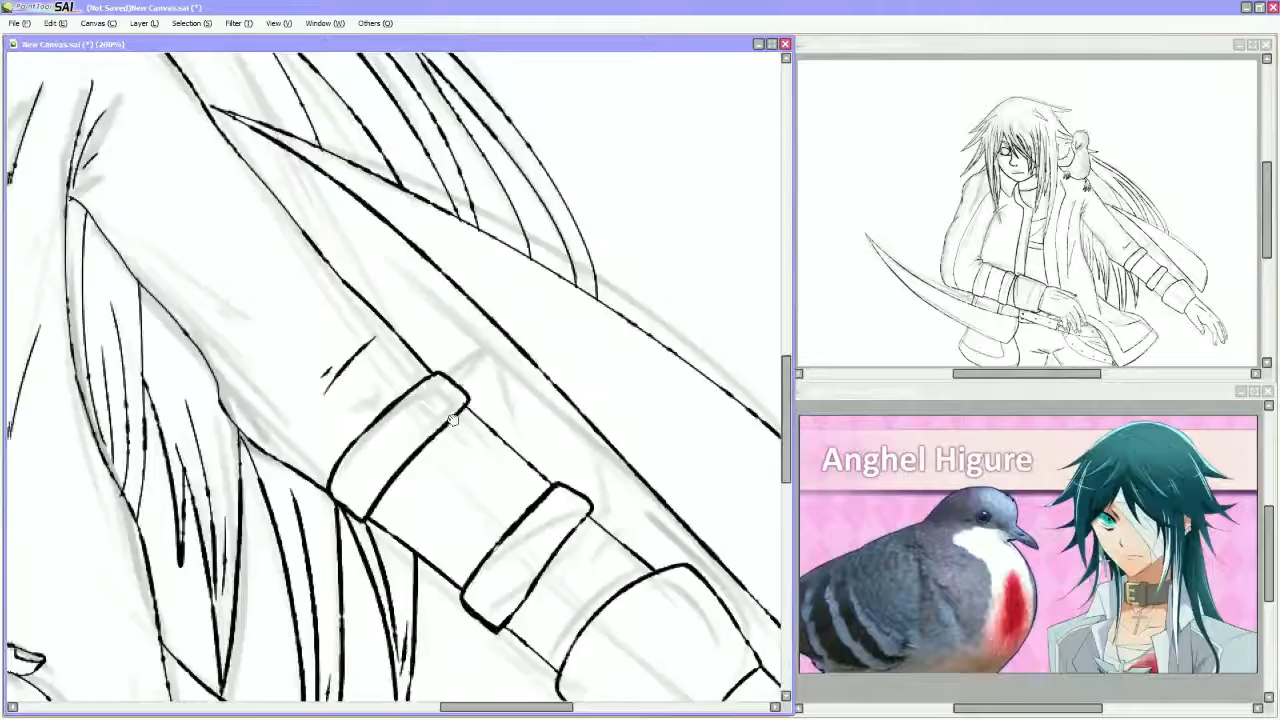 PaintTool SAI (Not Saved)New Canvas.sai (*)
File (F) Edit (E) Canvas (C) Layer (L) Selection (S) Filter (T) View (V) Window (W) Others (O)
New Canvas.sai (*) (200%)
Anghel Higure